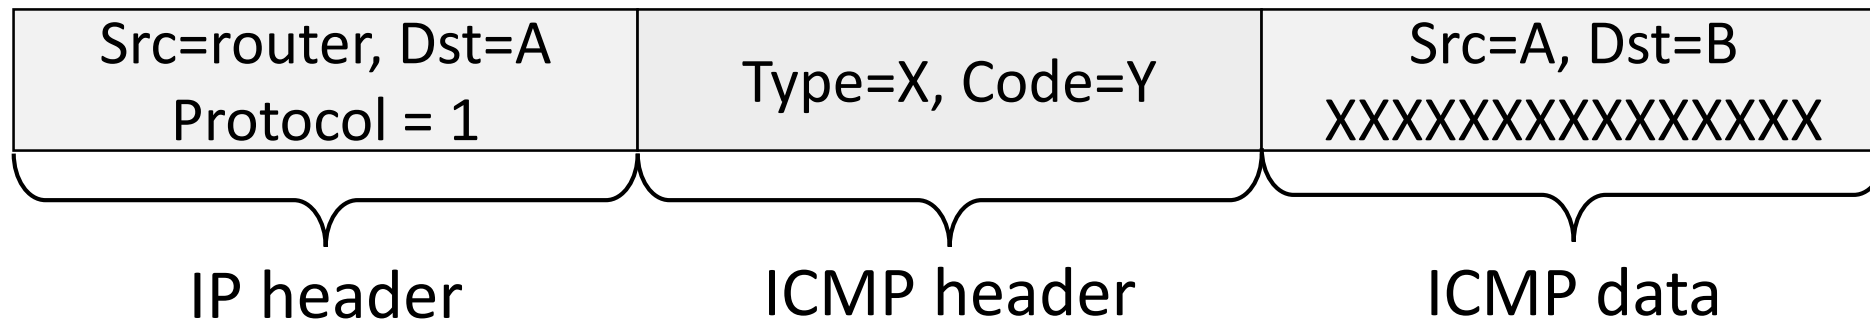 Src=router, Dst=A
Protocol = 1
Type=X, Code=Y
Src=A, Dst=B
XXXXXXXXXXXXXXX
IP header
ICMP header
ICMP data